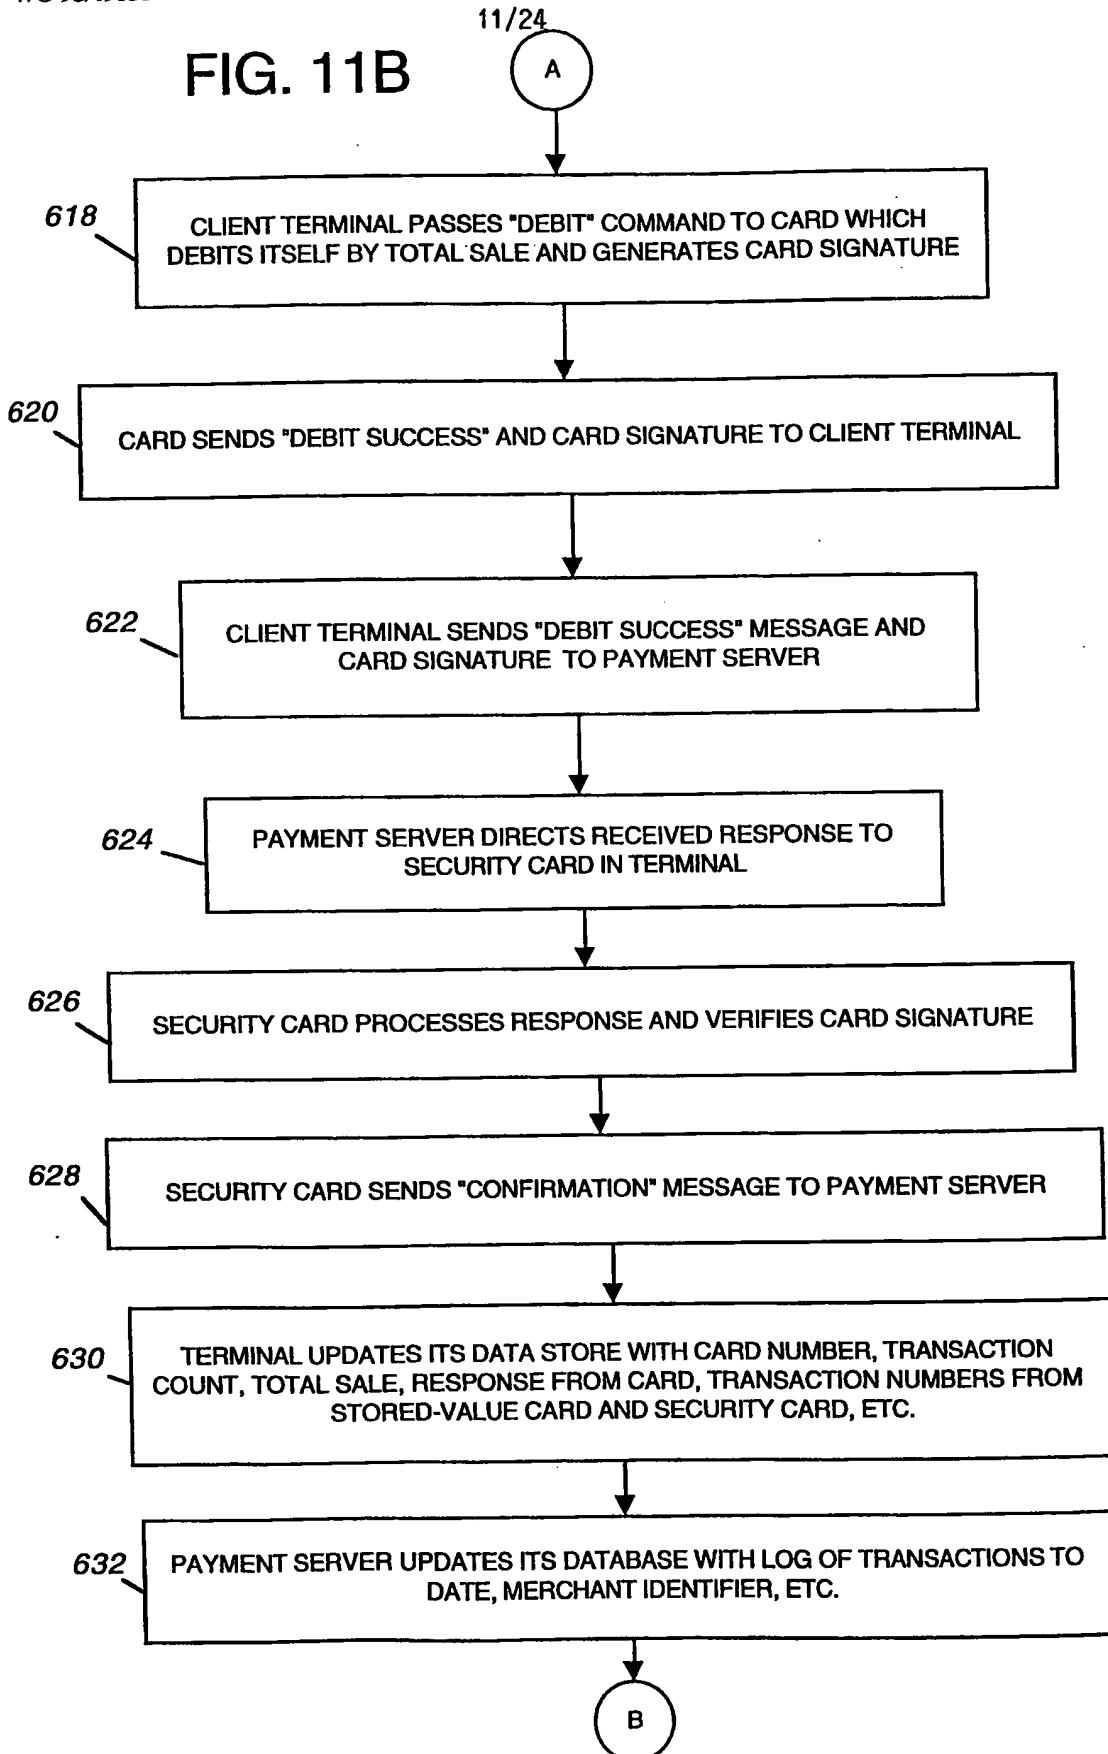 11/24
FIG. 11B
A
618
CLIENT TERMINAL PASSES "DEBIT" COMMAND TO CARD WHICH
DEBITS ITSELF BY TOTAL SALE AND GENERATES CARD SIGNATURE
620
CARD SENDS "DEBIT SUCCESS" AND CARD SIGNATURE TO CLIENT TERMINAL
622
CLIENT TERMINAL SENDS "DEBIT SUCCESS" MESSAGE AND
CARD SIGNATURE TO PAYMENT SERVER
624
PAYMENT SERVER DIRECTS RECEIVED RESPONSE TO
SECURITY CARD IN TERMINAL
626
SECURITY CARD PROCESSES RESPONSE AND VERIFIES CARD SIGNATURE
628
SECURITY CARD SENDS "CONFIRMATION" MESSAGE TO PAYMENT SERVER
630
TERMINAL UPDATES ITS DATA STORE WITH CARD NUMBER, TRANSACTION
COUNT, TOTAL SALE, RESPONSE FROM CARD, TRANSACTION NUMBERS FROM
STORED-VALUE CARD AND SECURITY CARD, ETC.
632
PAYMENT SERVER UPDATES ITS DATABASE WITH LOG OF TRANSACTIONS TO
DATE, MERCHANT IDENTIFIER, ETC.
B